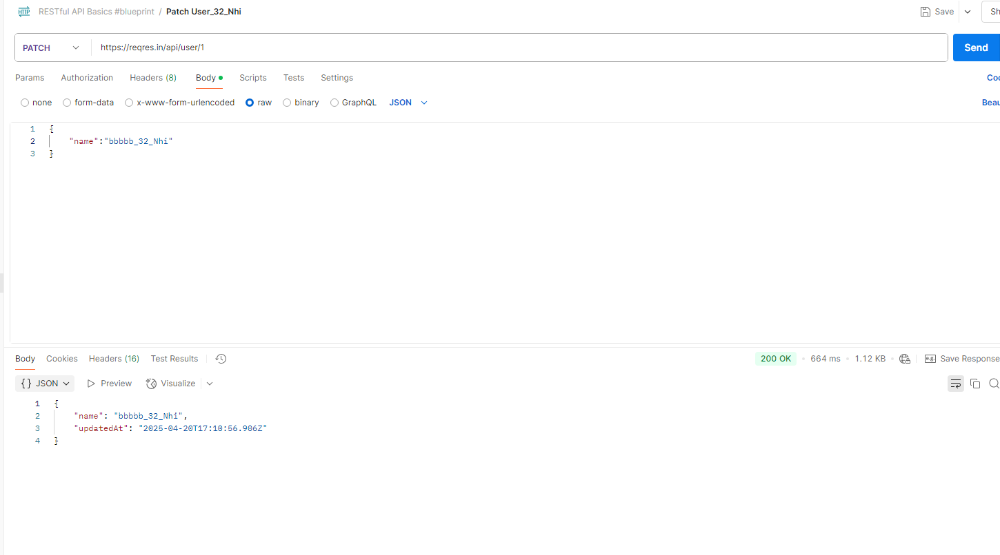 HTTP RESTful API Basics #blueprint / Patch User_32_Nhi Save Sh
PATCH https://reqres.in/api/user/1 Send
Params Authorization Headers (8) Body Scripts Tests Settings Coo
none form-data x-www-form-urlencoded raw binary GraphQL JSON Beau
1 {
2 "name":"bbbbb_32_Nhi"
3 }
Body Cookies Headers (16) Test Results 200 OK • 664 ms • 1.12 KB • e.g. Save Response
{} JSON Preview Visualize
1 {
2 "name": "bbbbb_32_Nhi",
3 "updatedAt": "2025-04-20T17:10:56.906Z"
4 }